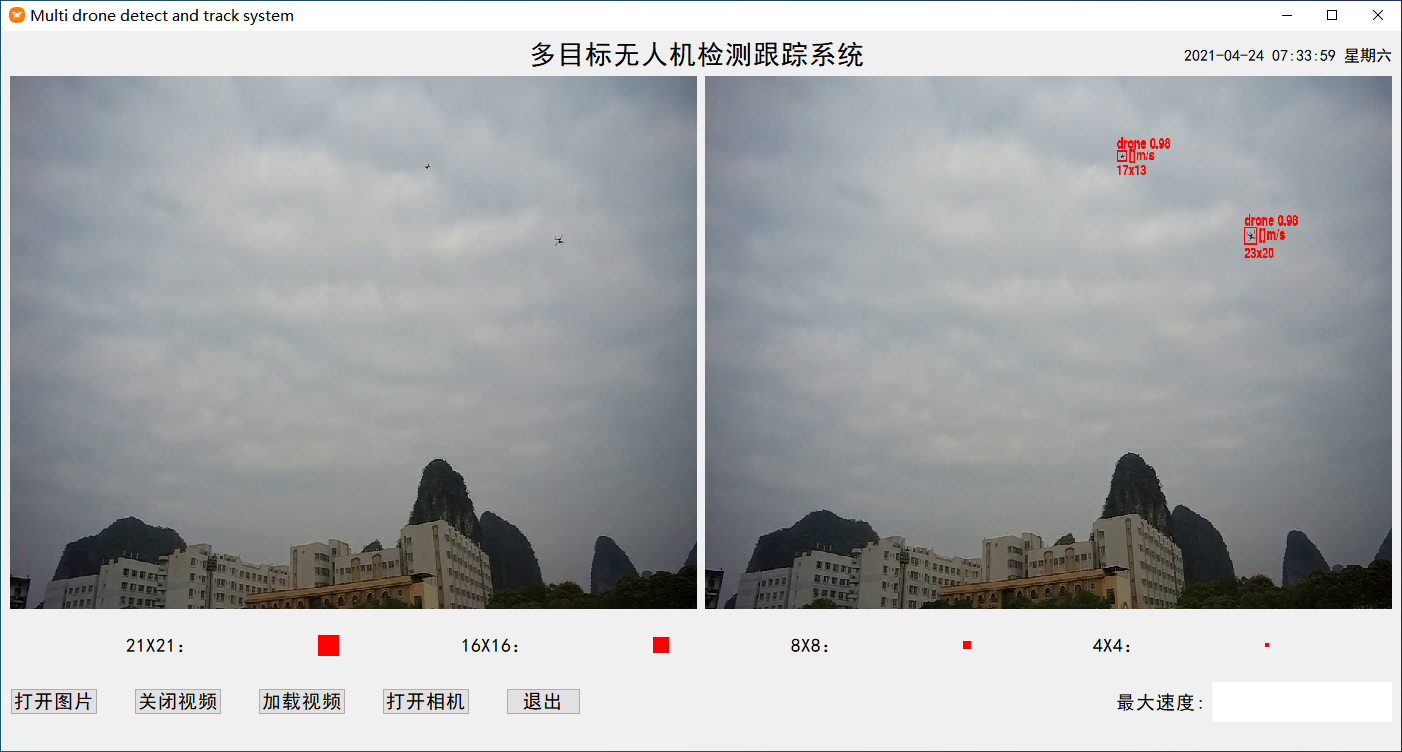 Multi drone detect and track system
多目标无人机检测跟踪系统
2021-04-24 07:33:59 星期六
drone 0.98
[]m/s
17x13
drone 0.98
[]m/s
23x20
21X21:
16X16:
8X8:
4X4:
打开图片
关闭视频
加载视频
打开相机
退出
最大速度: